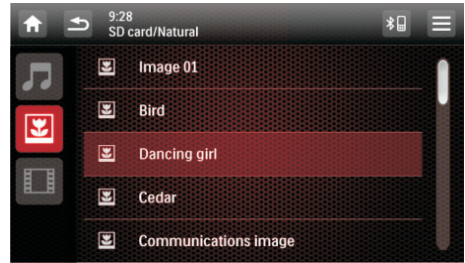 9:28
SD card/Natural
Image 01
Bird
Dancing girl
Cedar
Communications image